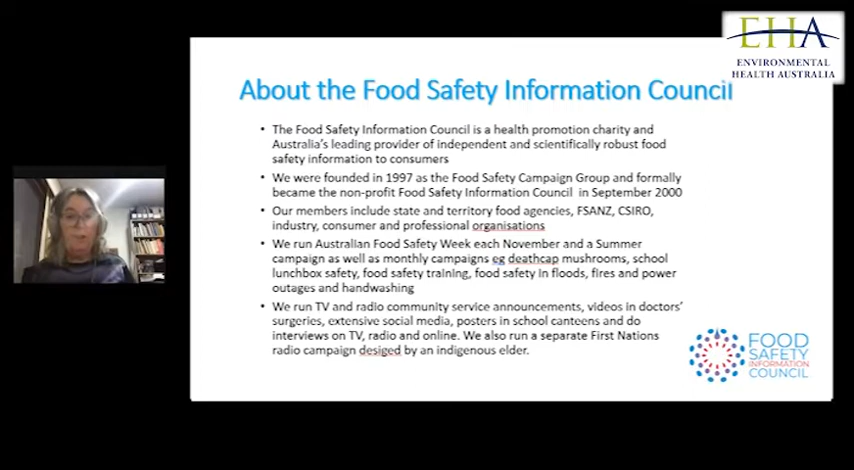 EHA
ENVIRONMENTAL
HEALTH AUSTRALIA
About the Food Safety Information Council
• The Food Safety Information Council is a health promotion charity and
Australia's leading provider of independent and scientifically robust food
safety information to consumers
• We were founded in 1997 as the Food Safety Campaign Group and formally
became the non-profit Food Safety Information Council in September 2000
• Our members include state and territory food agencies, FSANZ, CSIRO,
industry, consumer and professional organisations
• We run Australian Food Safety Week each November and a Summer
campaign as well as monthly campaigns eg deathcap mushrooms, school
lunchbox safety, food safety training, food safety in floods, fires and power
outages and handwashing
• We run TV and radio community service announcements, videos in doctors'
surgeries, extensive social media, posters in school canteens and do
interviews on TV, radio and online. We also run a separate First Nations
radio campaign desiged by an indigenous elder.
FOOD
SAFETY
INFORMATION
COUNCIL